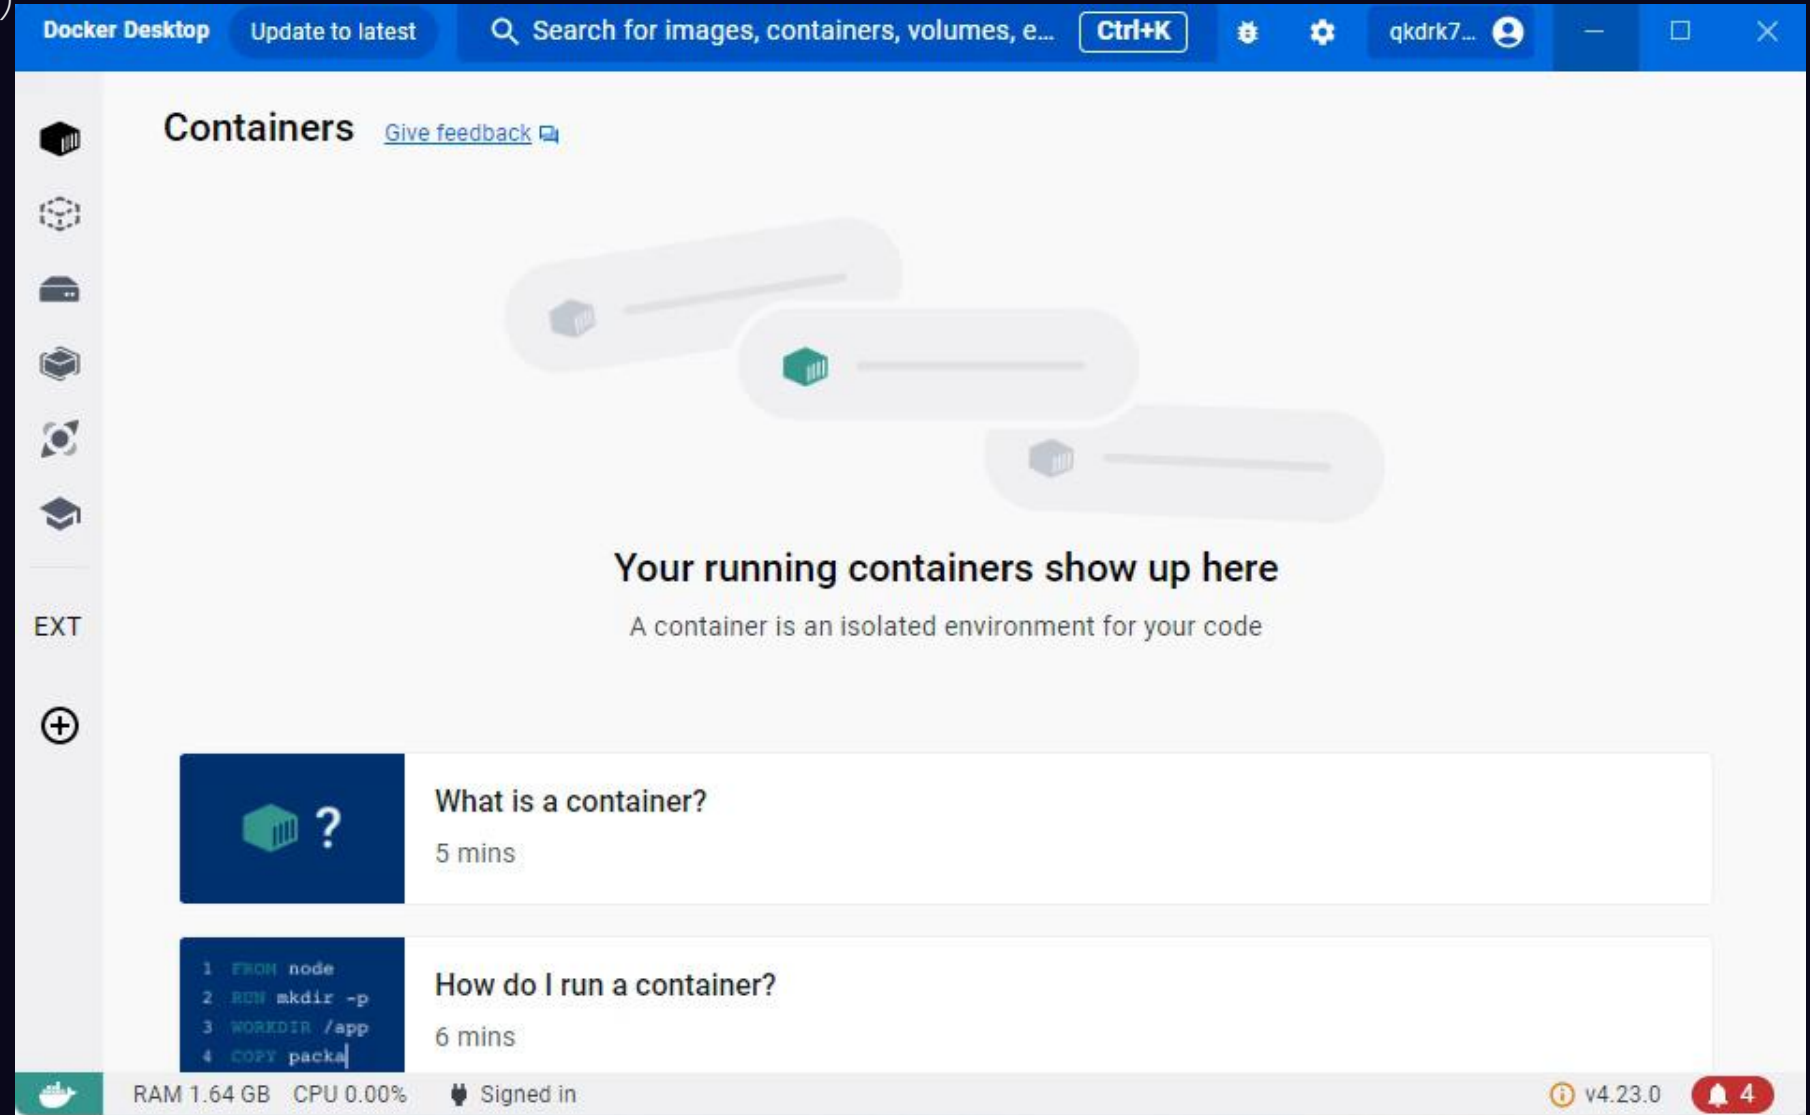 )
Docker Desktop Update to latest Search for images, containers, volumes, e... Ctrl+K qkdrk7...
Containers Give feedback
Your running containers show up here
A container is an isolated environment for your code
EXT
?
What is a container?
5 mins
1 FROM node
2 RUN mkdir -p
3 WORKDIR /app
4 COPY packa
How do I run a container?
6 mins
RAM 1.64 GB CPU 0.00% Signed in v4.23.0 4